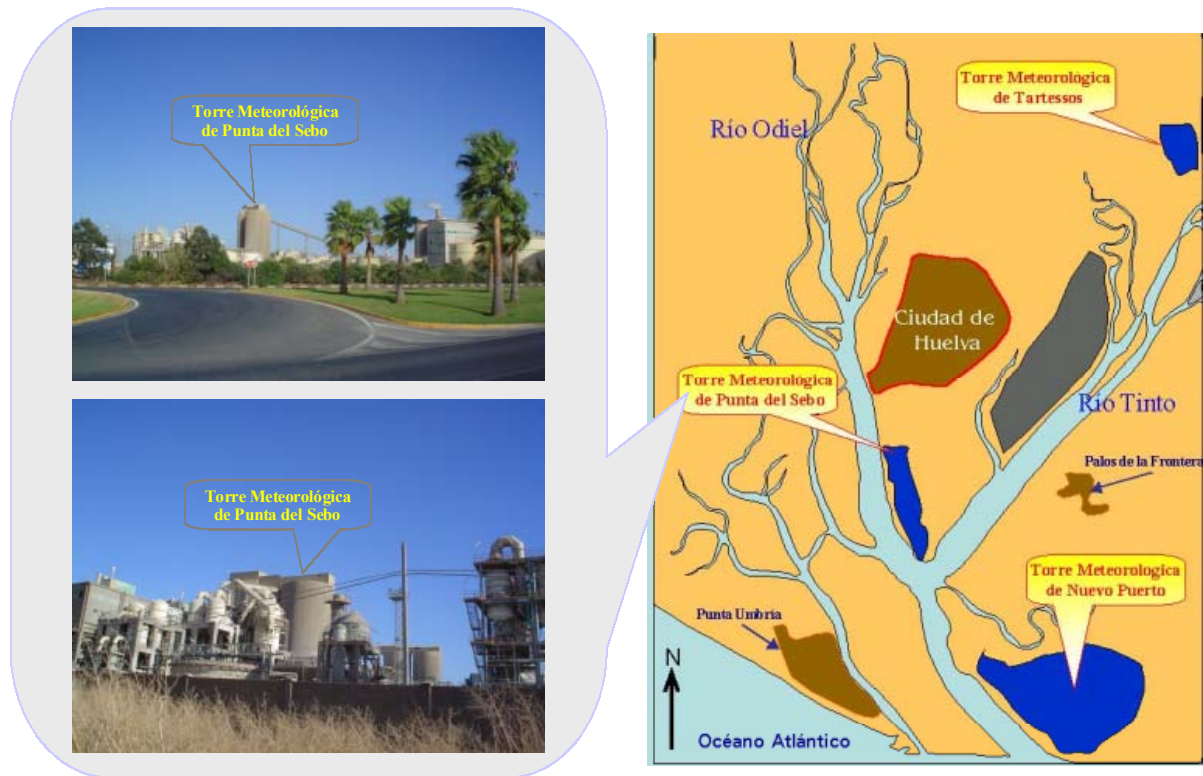 Torre Meteorológica
de Punta del Sebo
Torre Meteorológica
de Punta del Sebo
Torre Meteorológica
de Tartessos
Río Odiel
Ciudad de
Huelva
Torre Meteorológica
de Punta del Sebo
Río Tinto
Palos de la Frontera
Torre Meteorologica
de Nuevo Puerto
Punta Umbría
N
Océano Atlántico